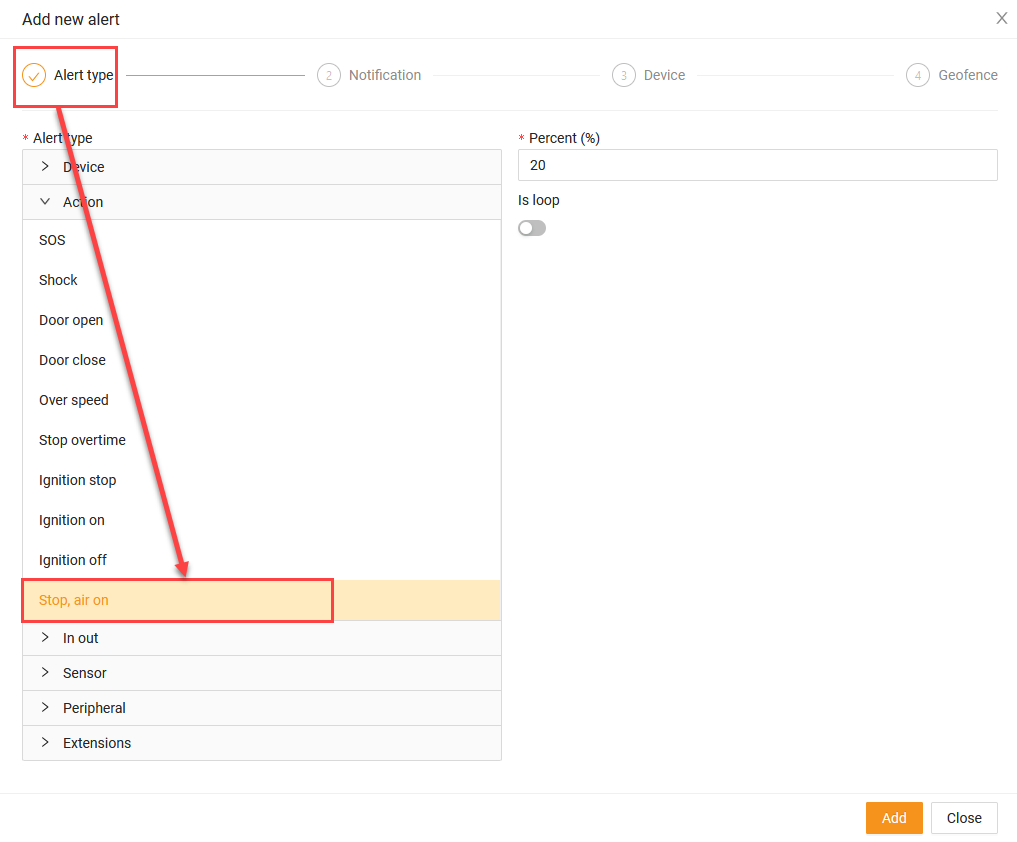 Add new alert
Alert type
2 Notification
3 Device
4 Geofence
* Alert type
Device
Action
SOS
Shock
Door open
Door close
Over speed
Stop overtime
Ignition stop
Ignition on
Ignition off
Stop, air on
In out
Sensor
Peripheral
Extensions
* Percent (%)
20
Is loop
Add
Close